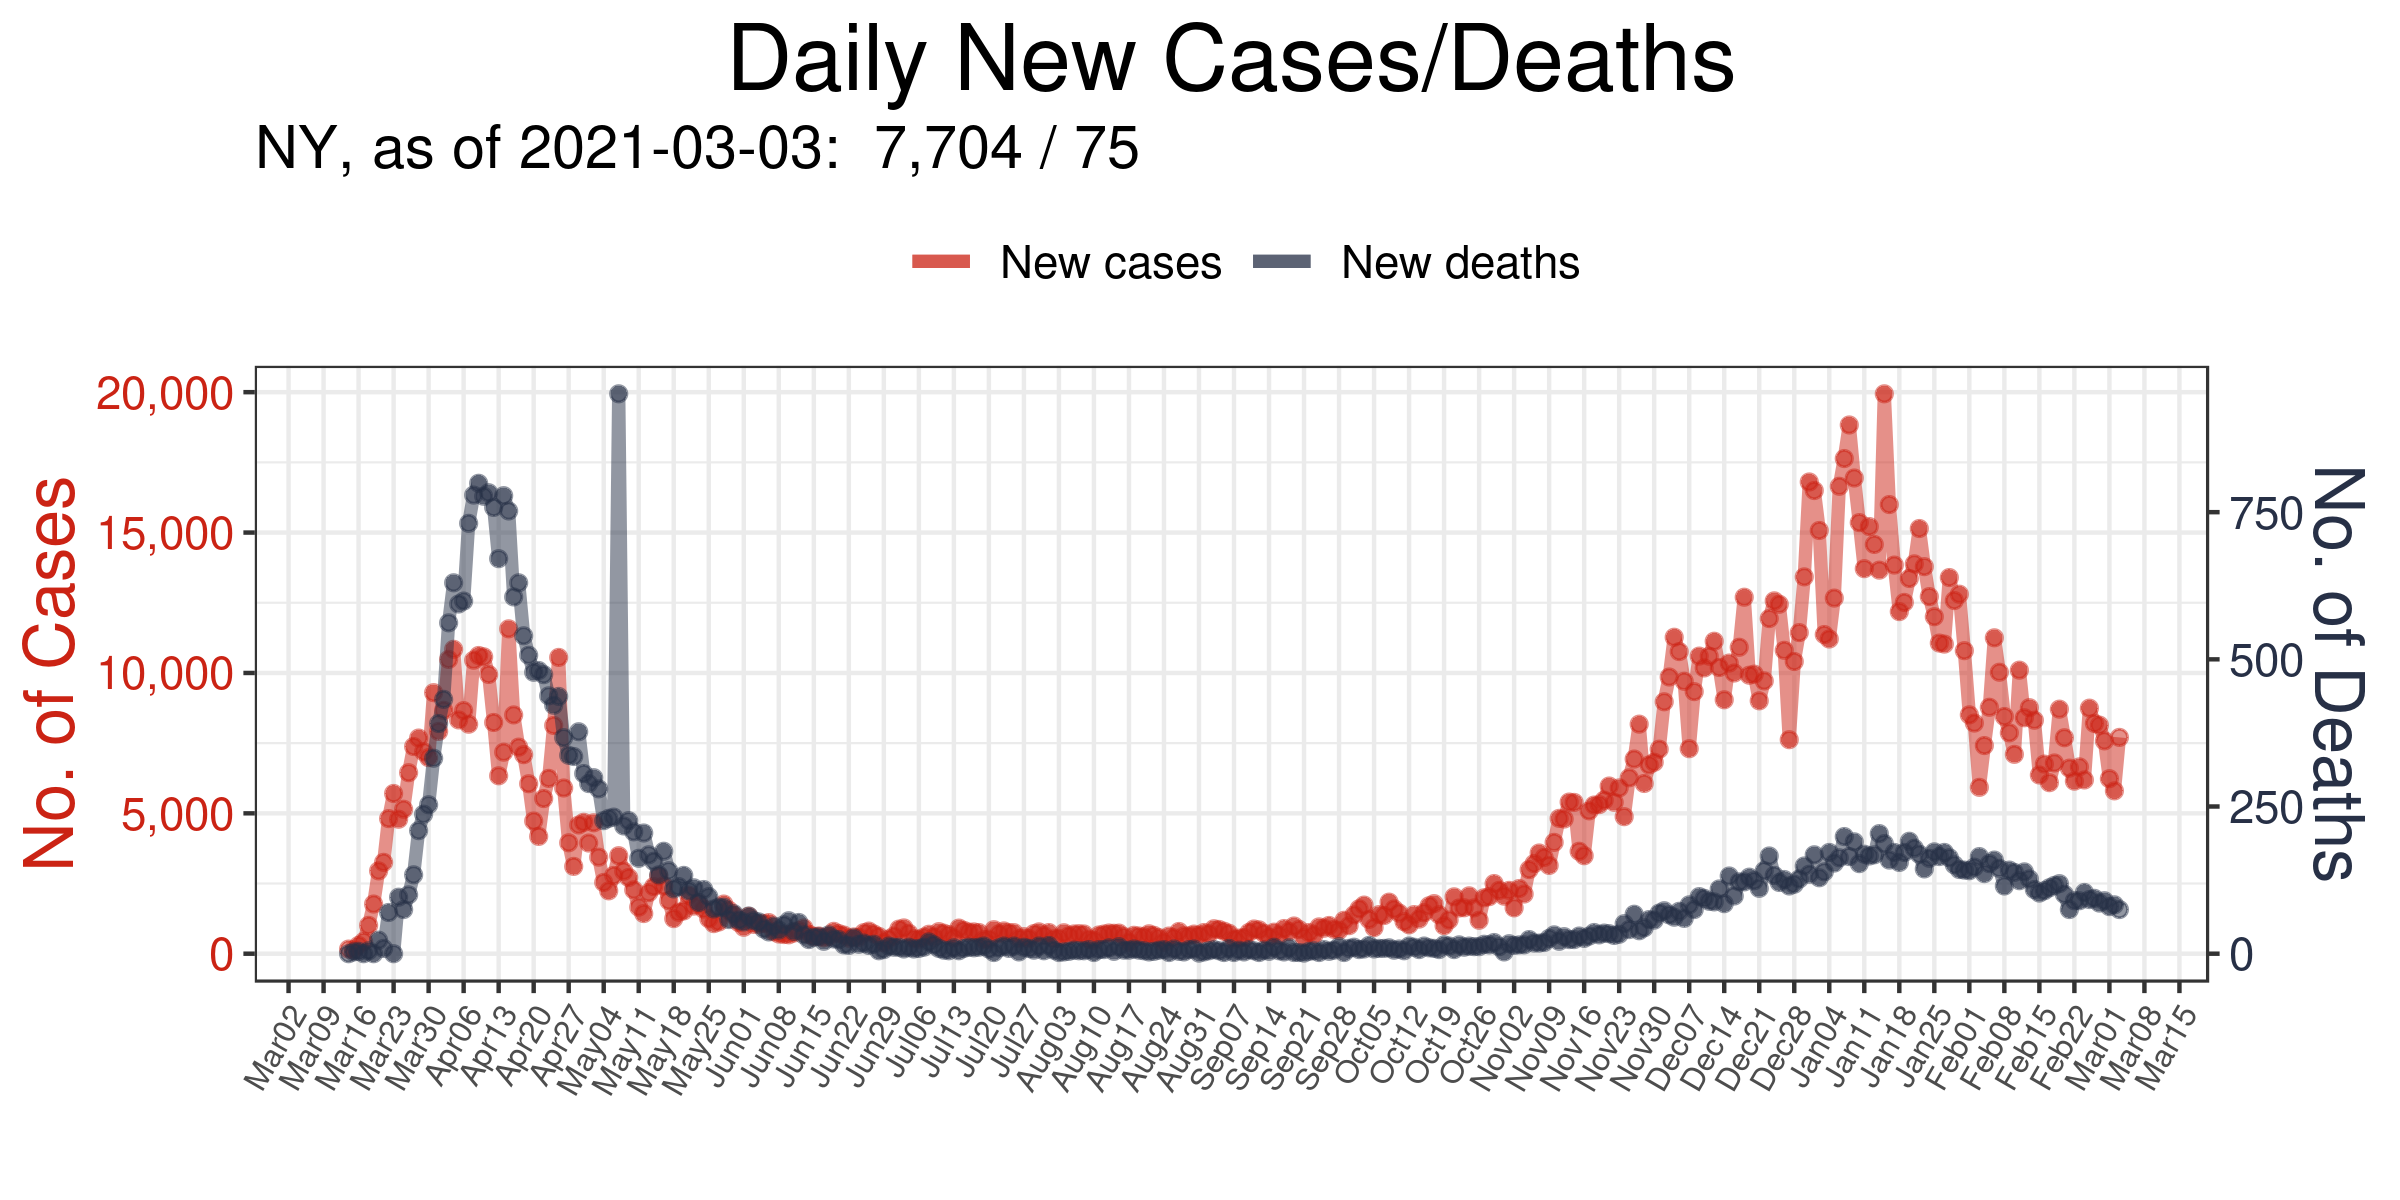 Daily New Cases/Deaths
NY, as of 2021-03-03:  7,704 / 75
New cases New deaths
No. of Cases
20,000
15,000
10,000
5,000
0
750
500
250
0
No. of Deaths
Mar02 Mar09 Mar16 Mar23 Mar30 Apr06 Apr13 Apr20 Apr27 May04 May11 May18 May25 Jun01 Jun08 Jun15 Jun22 Jun29 Jul06 Jul13 Jul20 Jul27 Aug03 Aug10 Aug17 Aug24 Aug31 Sep07 Sep14 Sep21 Sep28 Oct05 Oct12 Oct19 Oct26 Nov02 Nov09 Nov16 Nov23 Nov30 Dec07 Dec14 Dec21 Dec28 Jan04 Jan11 Jan18 Jan25 Feb01 Feb08 Feb15 Feb22 Mar01 Mar08 Mar15